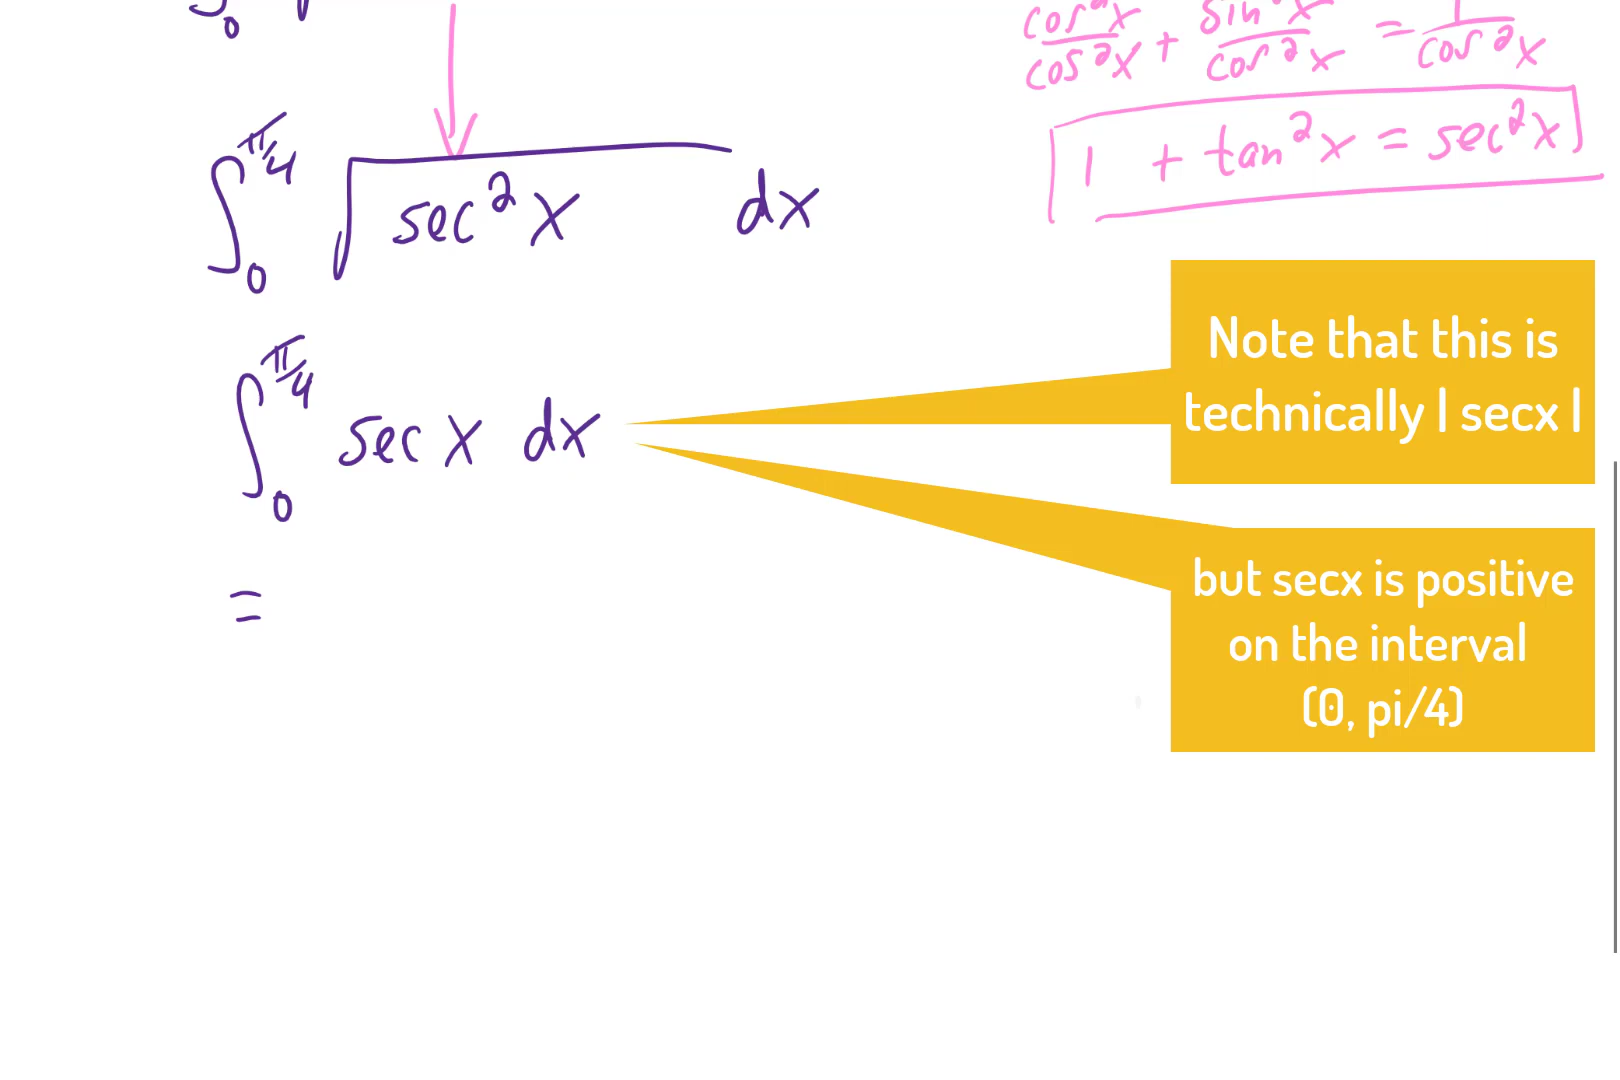 cos²x/cos²x + sin²x/cos²x = 1/cos²x
1 + tan²x = sec²x
∫₀^π/4 √sec²x dx
∫₀^π/4 sec x dx
=
Note that this is
technically | secx |
but secx is positive
on the interval
(0, pi/4)